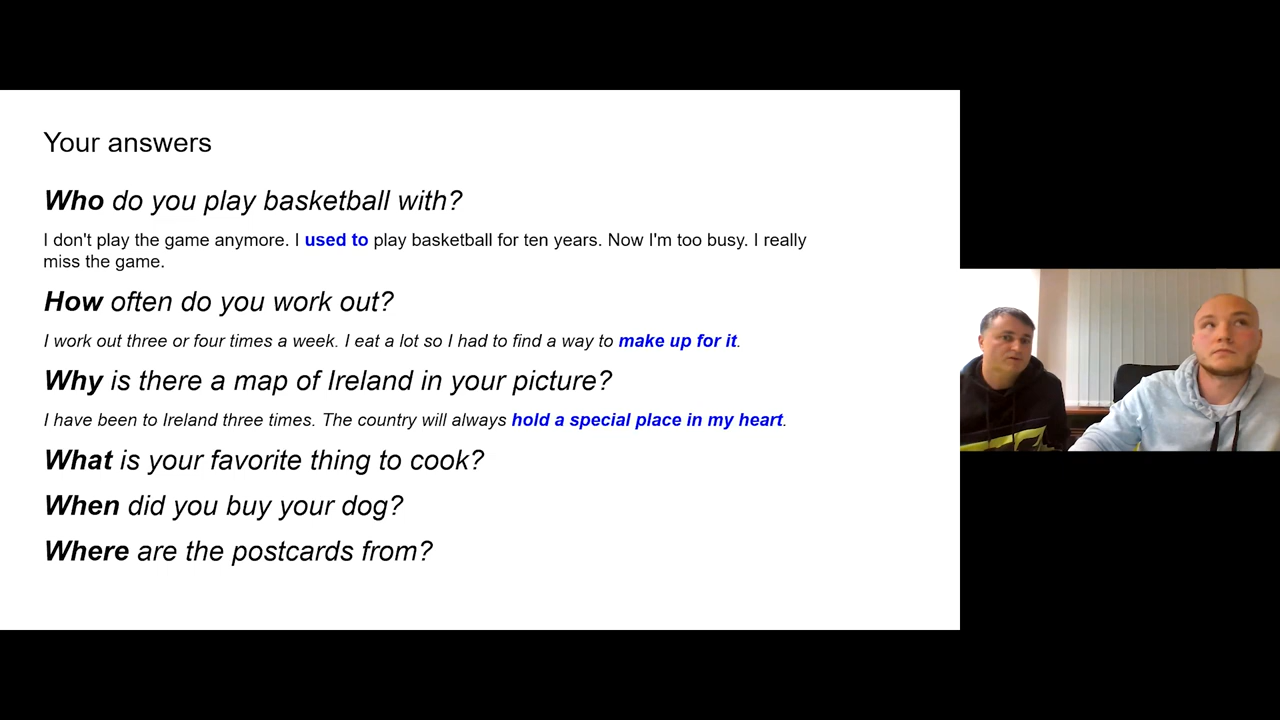 Your answers
Who do you play basketball with?
I don't play the game anymore. I used to play basketball for ten years. Now I'm too busy. I really
miss the game.
How often do you work out?
I work out three or four times a week. I eat a lot so I had to find a way to make up for it.
Why is there a map of Ireland in your picture?
I have been to Ireland three times. The country will always hold a special place in my heart.
What is your favorite thing to cook?
When did you buy your dog?
Where are the postcards from?